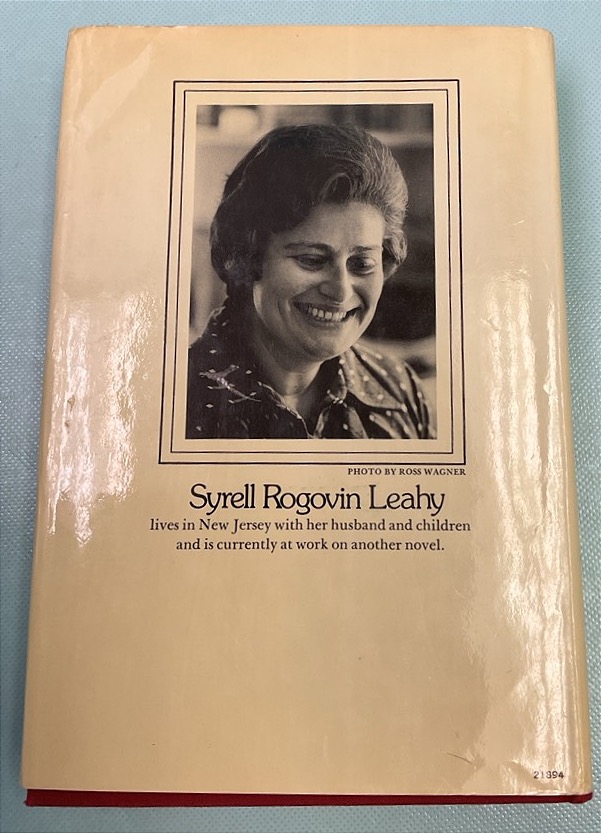 PHOTO BY ROSS WAGNER
Syrell Rogovin Leahy
lives in New Jersey with her husband and children
and is currently at work on another novel.
21894